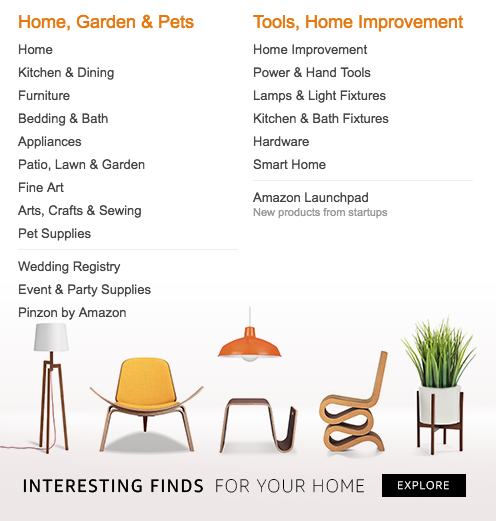 Home, Garden & Pets
Home
Kitchen & Dining
Furniture
Bedding & Bath
Appliances
Patio, Lawn & Garden
Fine Art
Arts, Crafts & Sewing
Pet Supplies
Wedding Registry
Event & Party Supplies
Pinzon by Amazon
Tools, Home Improvement
Home Improvement
Power & Hand Tools
Lamps & Light Fixtures
Kitchen & Bath Fixtures
Hardware
Smart Home
Amazon Launchpad
New products from startups
INTERESTING FINDS FOR YOUR HOME EXPLORE